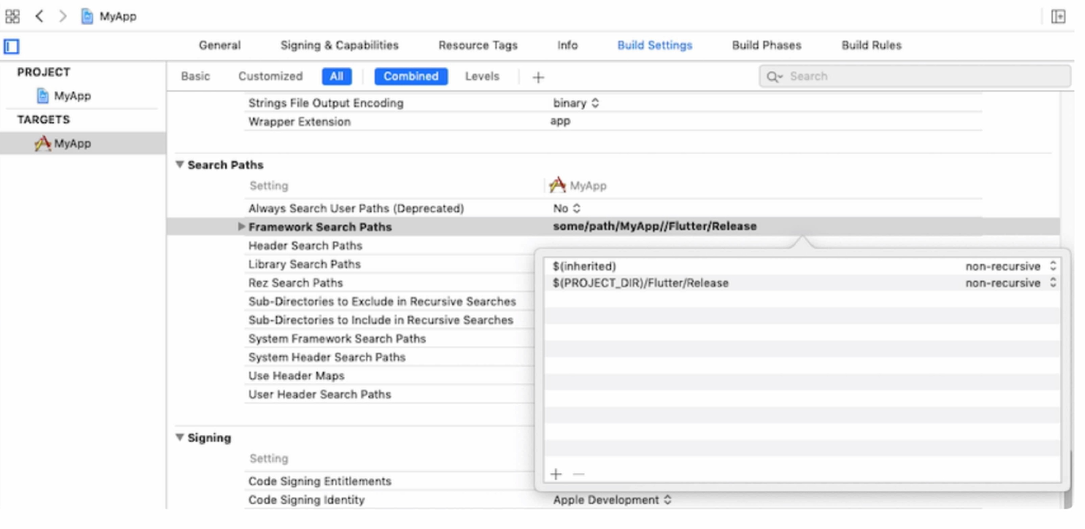 MyApp
General Signing & Capabilities Resource Tags Info Build Settings Build Phases Build Rules
PROJECT
MyApp
TARGETS
MyApp
Basic Customized All Combined Levels + Search
Strings File Output Encoding binary
Wrapper Extension app
Search Paths
Setting MyApp
Always Search User Paths (Deprecated) No
Framework Search Paths some/path/MyApp//Flutter/Release
Header Search Paths
Library Search Paths
Rez Search Paths
Sub-Directories to Exclude in Recursive Searches
Sub-Directories to Include in Recursive Searches
System Framework Search Paths
System Header Search Paths
Use Header Maps
User Header Search Paths
$(inherited) non-recursive
$(PROJECT_DIR)/Flutter/Release non-recursive
+ −
Signing
Setting
Code Signing Entitlements
Code Signing Identity Apple Development